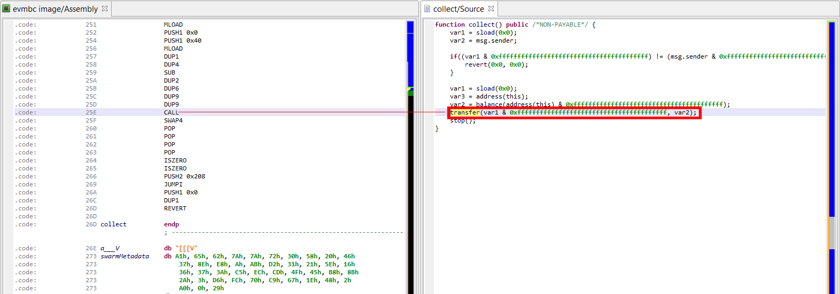 evmbc image/Assembly
.code: 251 MLOAD
.code: 252 PUSH1 0x0
.code: 254 PUSH1 0x40
.code: 256 MLOAD
.code: 257 DUP1
.code: 258 DUP4
.code: 259 SUB
.code: 25A DUP2
.code: 25B DUP6
.code: 25C DUP9
.code: 25D DUP9
.code: 25E CALL
.code: 25F SWAP4
.code: 260 POP
.code: 261 POP
.code: 262 POP
.code: 263 POP
.code: 264 ISZERO
.code: 265 ISZERO
.code: 266 PUSH2 0x208
.code: 269 JUMPI
.code: 26A PUSH1 0x0
.code: 26C DUP1
.code: 26D REVERT
.code: 26D
.code: 26D collect endp
.code: ; ----------------------------------------------------------------
.code:
.code: 26E a___V db "[[[V"
.code: 273 swarmMetadata db A1h, 65h, 62h, 7Ah, 7Ah, 72h, 30h, 58h, 20h, 46h
.code: 273 37h, 8Eh, E8h, Ah, ABh, D2h, 31h, 21h, 5Eh, 16h
.code: 273 36h, 37h, 3Ah, C5h, ECh, CDh, 4Fh, 45h, B8h, 8Bh
.code: 273 2Ah, 3h, D6h, FCh, 70h, C9h, 67h, 1Eh, 48h, 2h
.code: 273 A0h, 0h, 29h
collect/Source
function collect() public /*NON-PAYABLE*/ {
var1 = sload(0x0);
var2 = msg.sender;
if((var1 & 0xffffffffffffffffffffffffffffffffffffffff) != (msg.sender & 0xffffffffffffffffffffffffff
revert(0x0, 0x0);
}
var1 = sload(0x0);
var3 = address(this);
var2 = balance(address(this) & 0xffffffffffffffffffffffffffffffffffffffff);
transfer(var1 & 0xffffffffffffffffffffffffffffffffffffffff, var2);
stop();
}